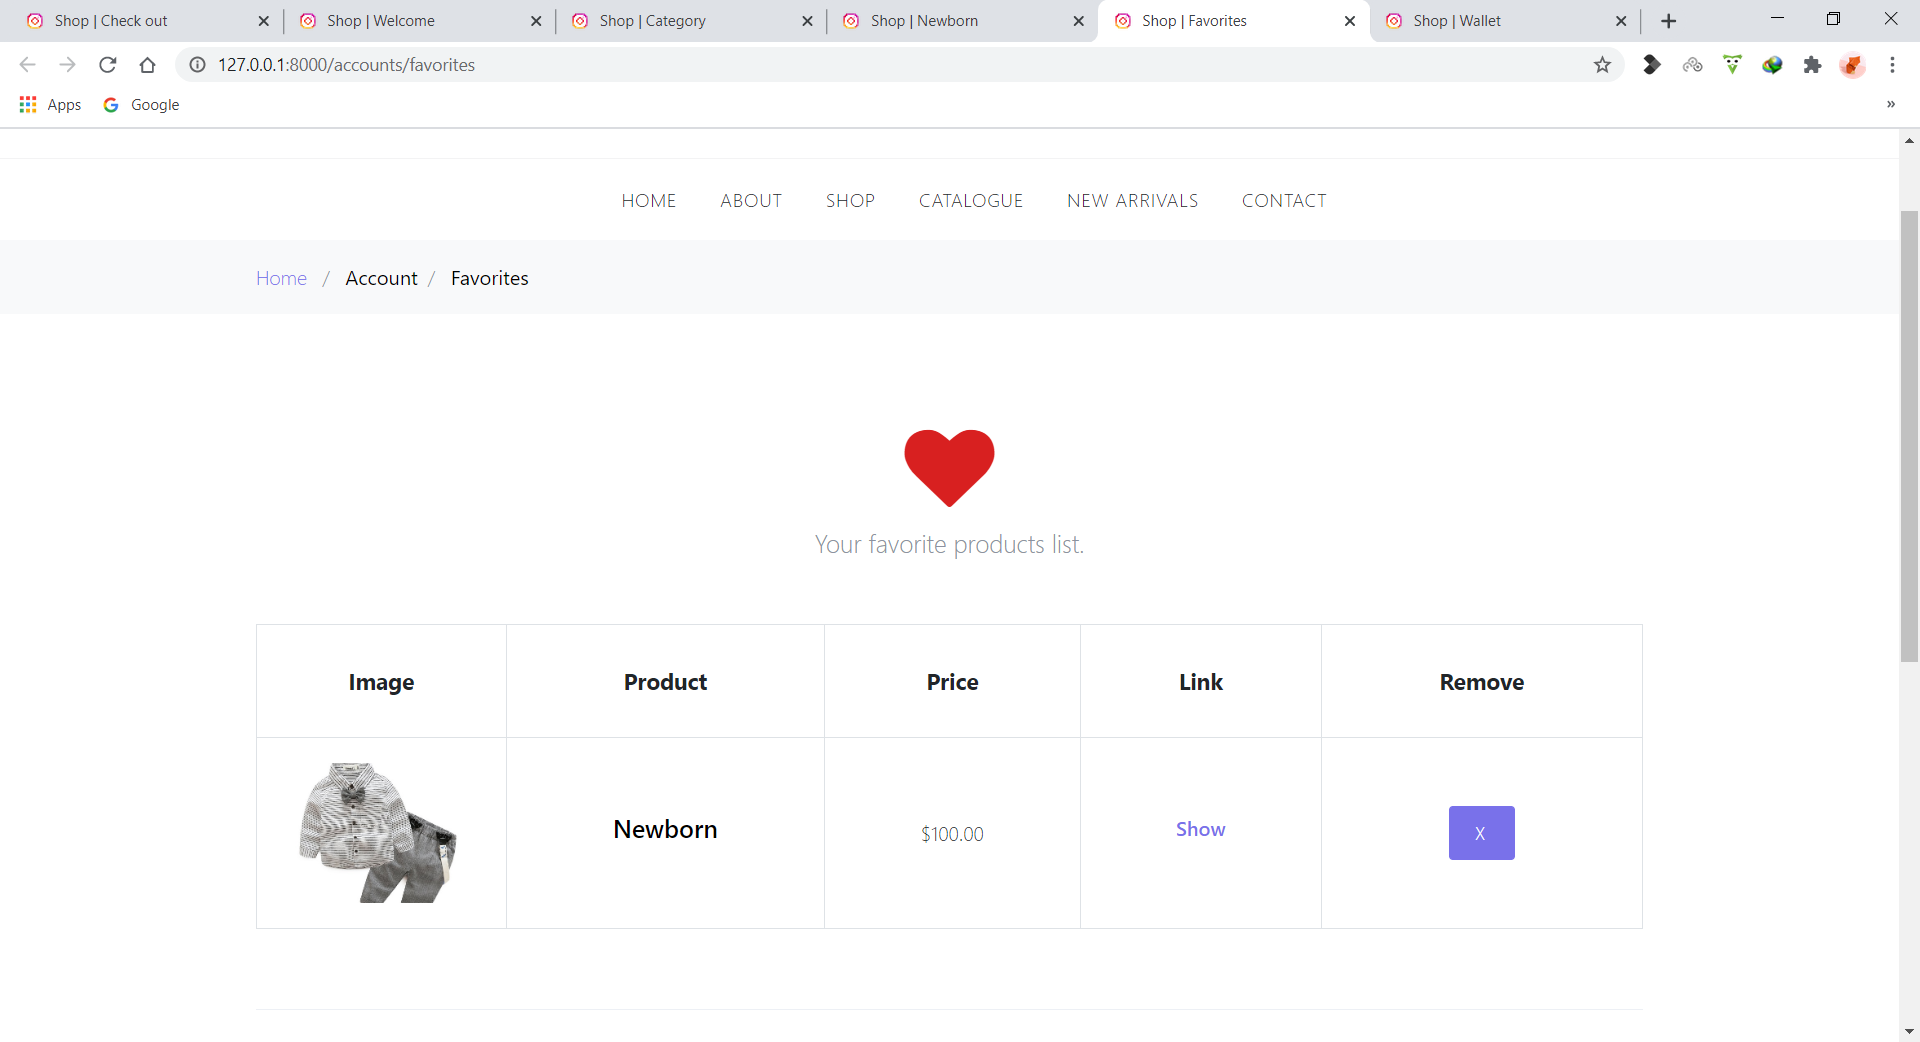 Shop | Check out
Shop | Welcome
Shop | Category
Shop | Newborn
Shop | Favorites
Shop | Wallet
127.0.0.1:8000/accounts/favorites
Apps
Google
»
HOME
ABOUT
SHOP
CATALOGUE
NEW ARRIVALS
CONTACT
Home / Account / Favorites
Your favorite products list.
Image
Product
Price
Link
Remove
Newborn
$100.00
Show
X